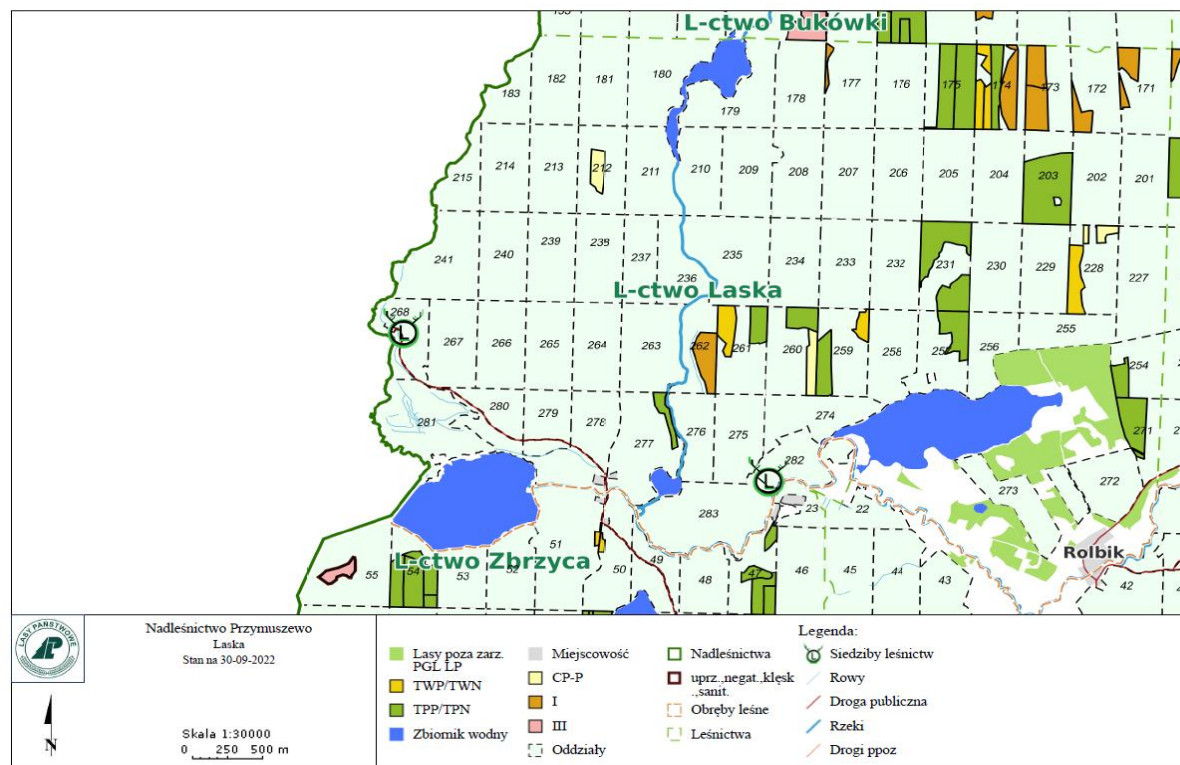 L-ctwo Bukówki
183 182 181 180 179 178 177 176 175 174 173 172 171
215 214 213 212 211 210 209 208 207 206 205 204 203 202 201
241 240 239 238 237 236 235 234 233 232 231 230 229 228 227
L-ctwo Laska
268 267 266 265 264 263 262 261 260 259 258 256 255 254
281 280 279 278 277 276 275 274 282 271
283 23 22 273 272
Rolbik
L-ctwo Zbrzyca
55 54 53 52 51 50 49 48 47 46 45 44 43 42
LASY PAŃSTWOWE
Nadleśnictwo Przymuszewo
Laska
Stan na 30-09-2022
N
Skala 1:30000
0 250 500 m
Legenda:
Lasy poza zarz.
PGL LP
TWP/TWN
TPP/TPN
Zbiornik wodny
Miejscowość
CP-P
I
III
Oddziały
Nadleśnictwa
uprz.,negat.,klęsk
.,sanit.
Obręby leśne
Leśnictwa
L Siedziby leśnictw
Rowy
Droga publiczna
Rzeki
Drogi ppoz